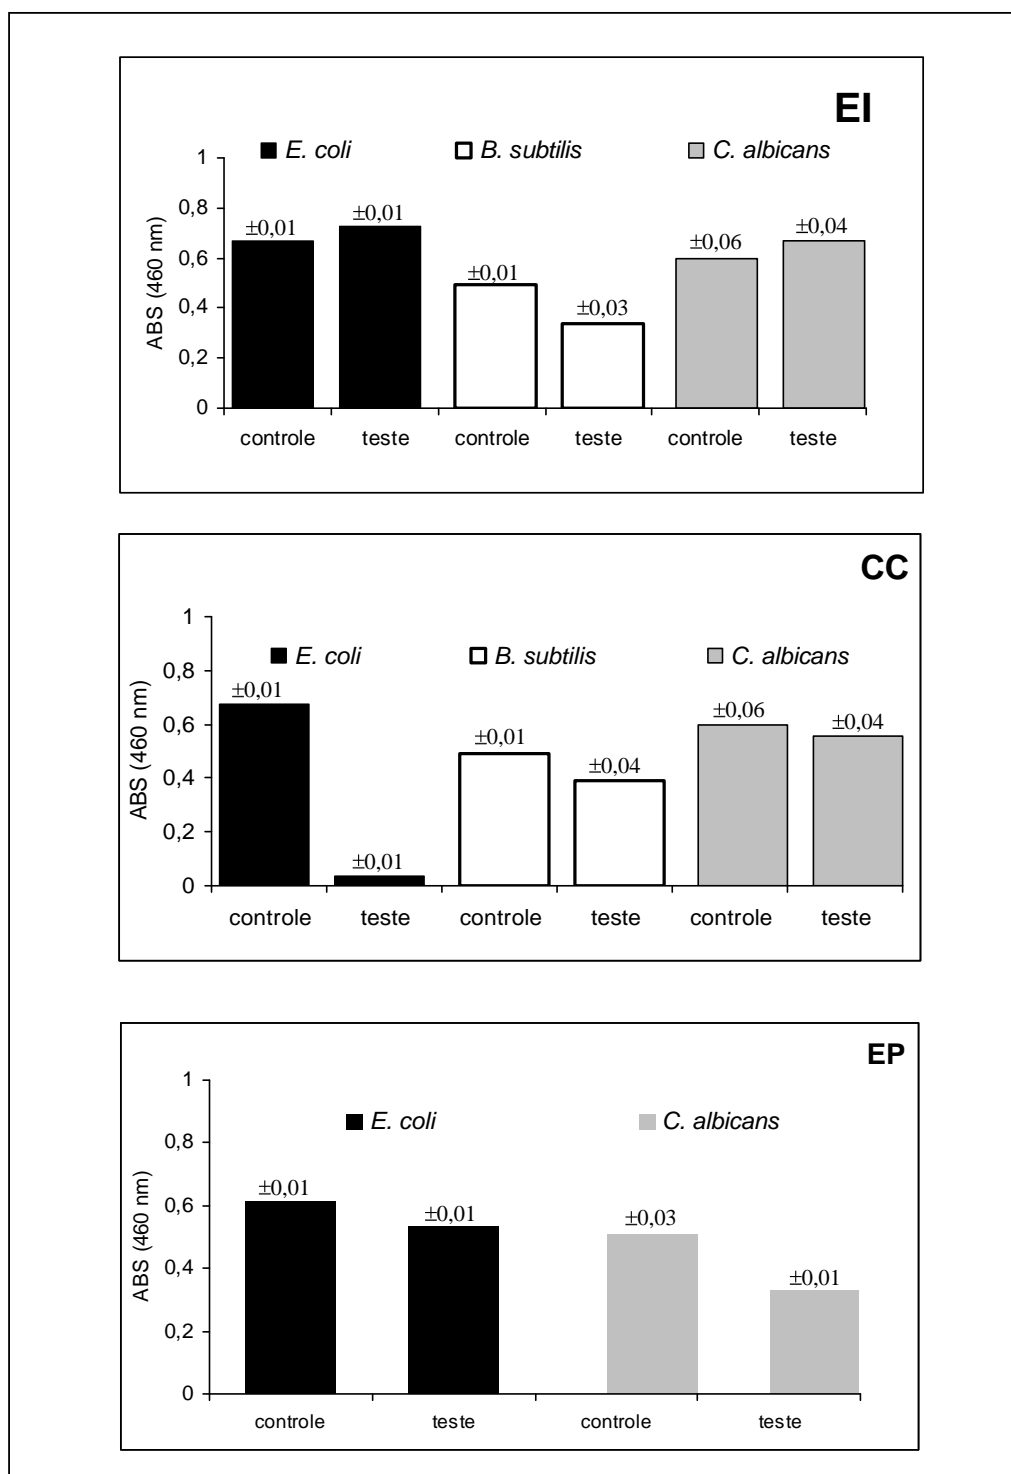 EI
E. coli B. subtilis C. albicans
1
0,8
0,6
0,4
0,2
0
ABS (460 nm)
±0,01 ±0,01 ±0,01 ±0,03 ±0,06 ±0,04
controle teste controle teste controle teste
CC
1
0,8
0,6
0,4
0,2
0
ABS (460 nm)
E. coli B. subtilis C. albicans
±0,01 ±0,01 ±0,01 ±0,04 ±0,06 ±0,04
controle teste controle teste controle teste
EP
1
0,8
0,6
0,4
0,2
0
ABS (460 nm)
E. coli C. albicans
±0,01 ±0,01 ±0,03 ±0,01
controle teste controle teste